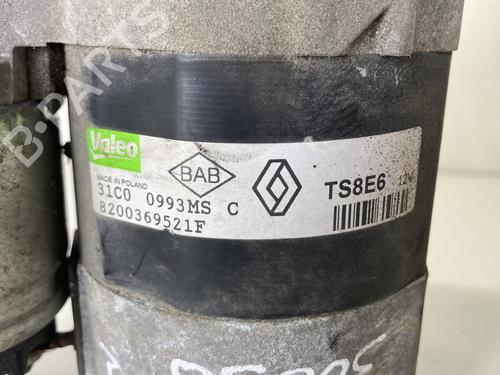 Valeo
MADE IN POLAND
BAB
TS8E6 12V
31C0 0993MS C
8200369521F
B-PARTS